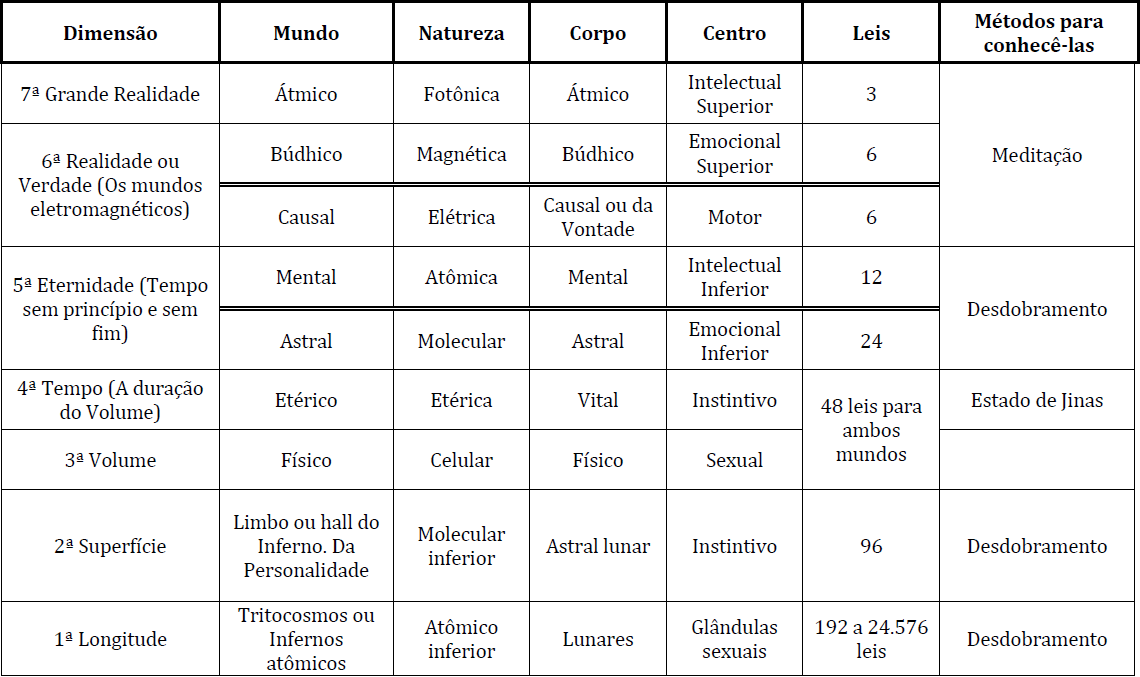 Dimensão Mundo Natureza Corpo Centro Leis Métodos para
conhecê-las
7ª Grande Realidade Átmico Fotônica Átmico Intelectual
Superior 3
Meditação
6ª Realidade ou
Verdade (Os mundos
eletromagnéticos)
Búdhico Magnética Búdhico Emocional
Superior 6
Causal Elétrica Causal ou da
Vontade Motor 6
5ª Eternidade (Tempo
sem princípio e sem
fim)
Mental Atômica Mental Intelectual
Inferior 12
Desdobramento
Astral Molecular Astral Emocional
Inferior 24
4ª Tempo (A duração
do Volume) Etérico Etérica Vital Instintivo
48 leis para
ambos
mundos
Estado de Jinas
3ª Volume Físico Celular Físico Sexual
2ª Superfície
Limbo ou hall do
Inferno. Da
Personalidade
Molecular
inferior
Astral lunar Instintivo 96 Desdobramento
1ª Longitude
Tritocosmos ou
Infernos
atômicos
Atômico
inferior
Lunares
Glândulas
sexuais
192 a 24.576
leis
Desdobramento